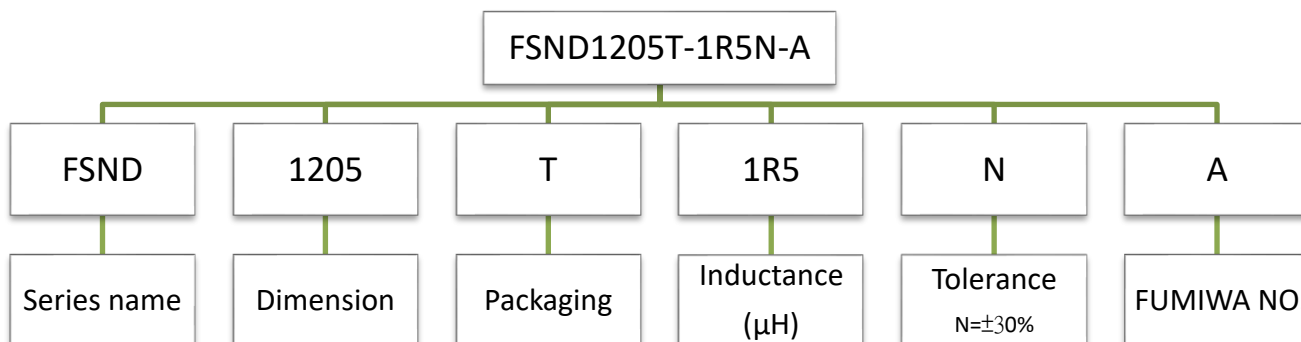 FSND1205T-1R5N-A
FSND
1205
T
1R5
N
A
Series name
Dimension
Packaging
Inductance
(μH)
Tolerance
N=±30%
FUMIWA NO